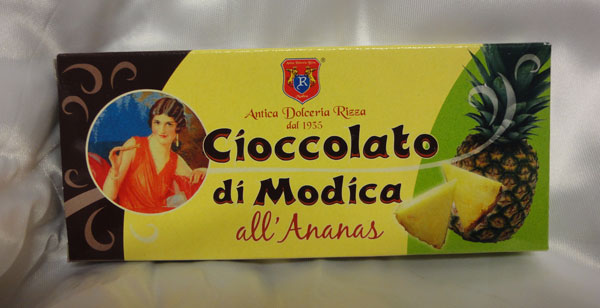 R
Antica Dolceria Rizza
dal 1935
Cioccolato
di Modica
all'Ananas